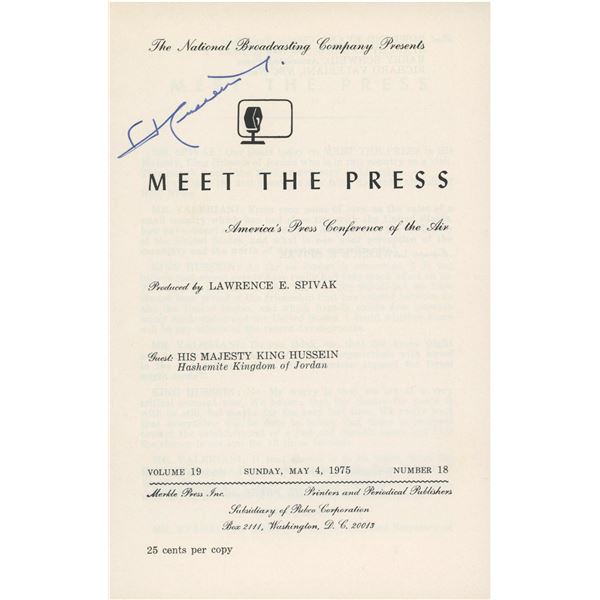 The National Broadcasting Company Presents
Hussein I.
MEET THE PRESS
America's Press Conference of the Air
Produced by LAWRENCE E. SPIVAK
Guest: HIS MAJESTY KING HUSSEIN
Hashemite Kingdom of Jordan
VOLUME 19 SUNDAY, MAY 4, 1975 NUMBER 18
Merkle Press Inc. Printers and Periodical Publishers
Subsidiary of Publco Corporation
Box 2111, Washington, D. C. 20013
25 cents per copy